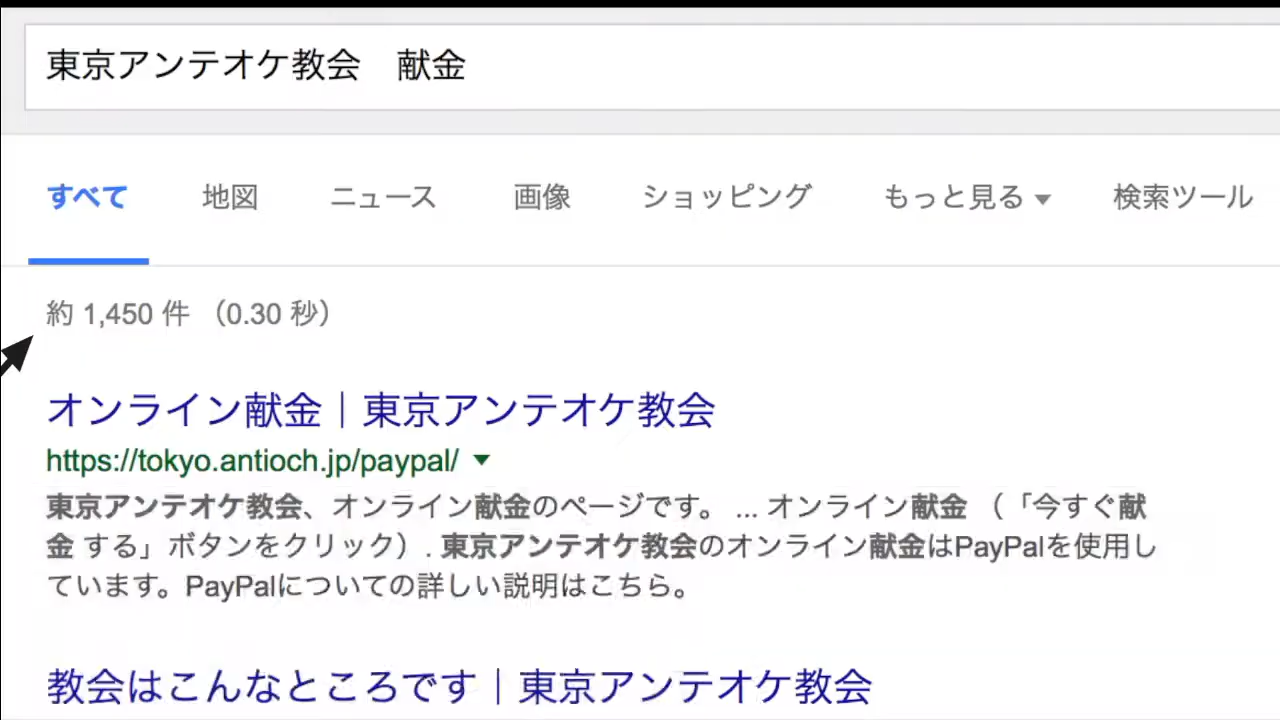 東京アンテオケ教会　献金
すべて 地図 ニュース 画像 ショッピング もっと見る 検索ツール
約 1,450 件 （0.30 秒）
オンライン献金｜東京アンテオケ教会
https://tokyo.antioch.jp/paypal/
東京アンテオケ教会、オンライン献金のページです。 ... オンライン献金 （「今すぐ献
金 する」ボタンをクリック）. 東京アンテオケ教会のオンライン献金はPayPalを使用し
ています。PayPalについての詳しい説明はこちら。
教会はこんなところです｜東京アンテオケ教会